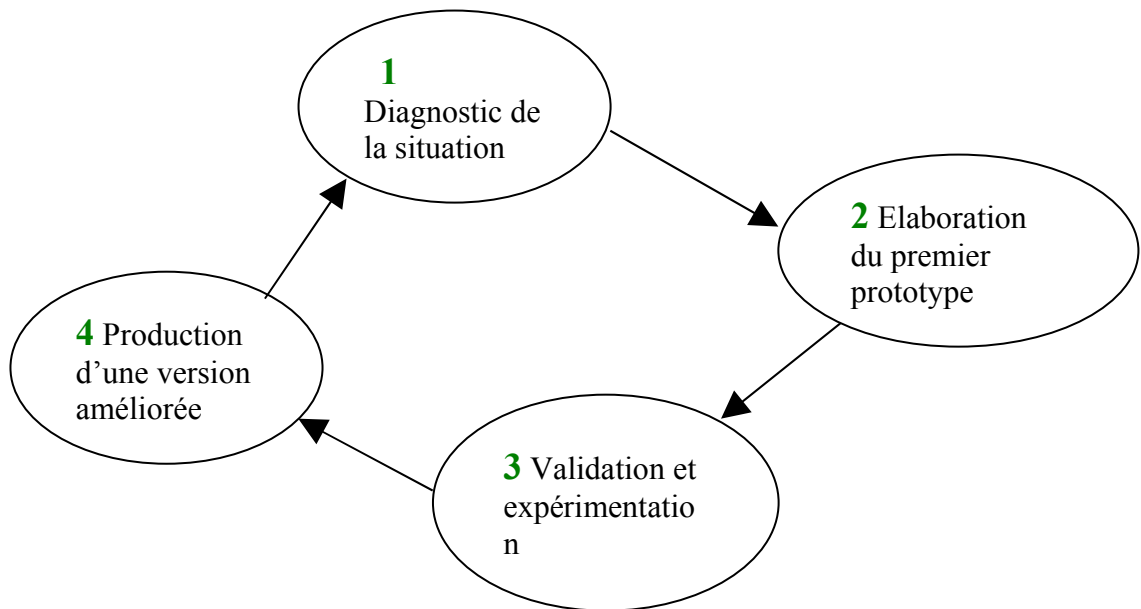 1
Diagnostic de
la situation
2 Elaboration
du premier
prototype
3 Validation et
expérimentatio
n
4 Production
d’une version
améliorée